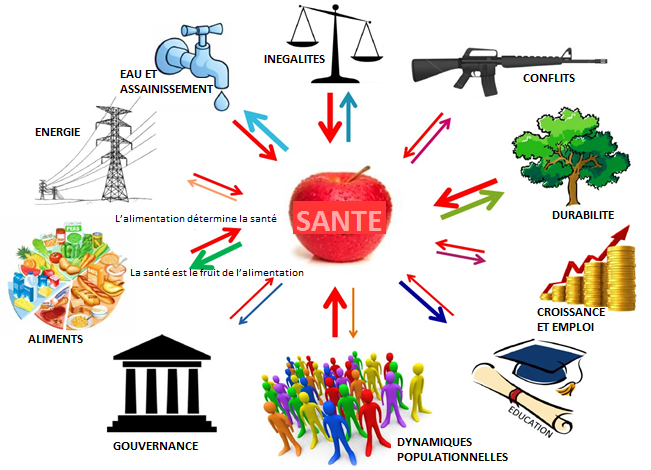 INEGALITES
EAU ET
ASSAINISSEMENT
CONFLITS
ENERGIE
DURABILITE
L'alimentation détermine la santé
SANTE
La santé est le fruit de l'alimentation
CROISSANCE
ET EMPLOI
ALIMENTS
EDUCATION
GOUVERNANCE
DYNAMIQUES
POPULATIONNELLES